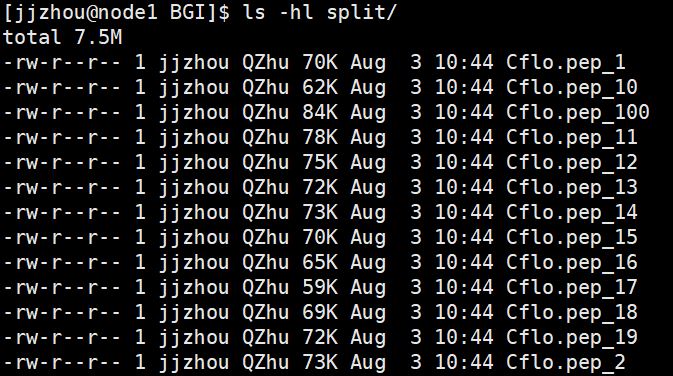 [jjzhou@node1 BGI]$ ls -hl split/
total 7.5M
-rw-r--r-- 1 jjzhou QZhu 70K Aug  3 10:44 Cflo.pep_1
-rw-r--r-- 1 jjzhou QZhu 62K Aug  3 10:44 Cflo.pep_10
-rw-r--r-- 1 jjzhou QZhu 84K Aug  3 10:44 Cflo.pep_100
-rw-r--r-- 1 jjzhou QZhu 78K Aug  3 10:44 Cflo.pep_11
-rw-r--r-- 1 jjzhou QZhu 75K Aug  3 10:44 Cflo.pep_12
-rw-r--r-- 1 jjzhou QZhu 72K Aug  3 10:44 Cflo.pep_13
-rw-r--r-- 1 jjzhou QZhu 73K Aug  3 10:44 Cflo.pep_14
-rw-r--r-- 1 jjzhou QZhu 70K Aug  3 10:44 Cflo.pep_15
-rw-r--r-- 1 jjzhou QZhu 65K Aug  3 10:44 Cflo.pep_16
-rw-r--r-- 1 jjzhou QZhu 59K Aug  3 10:44 Cflo.pep_17
-rw-r--r-- 1 jjzhou QZhu 69K Aug  3 10:44 Cflo.pep_18
-rw-r--r-- 1 jjzhou QZhu 72K Aug  3 10:44 Cflo.pep_19
-rw-r--r-- 1 jjzhou QZhu 73K Aug  3 10:44 Cflo.pep_2